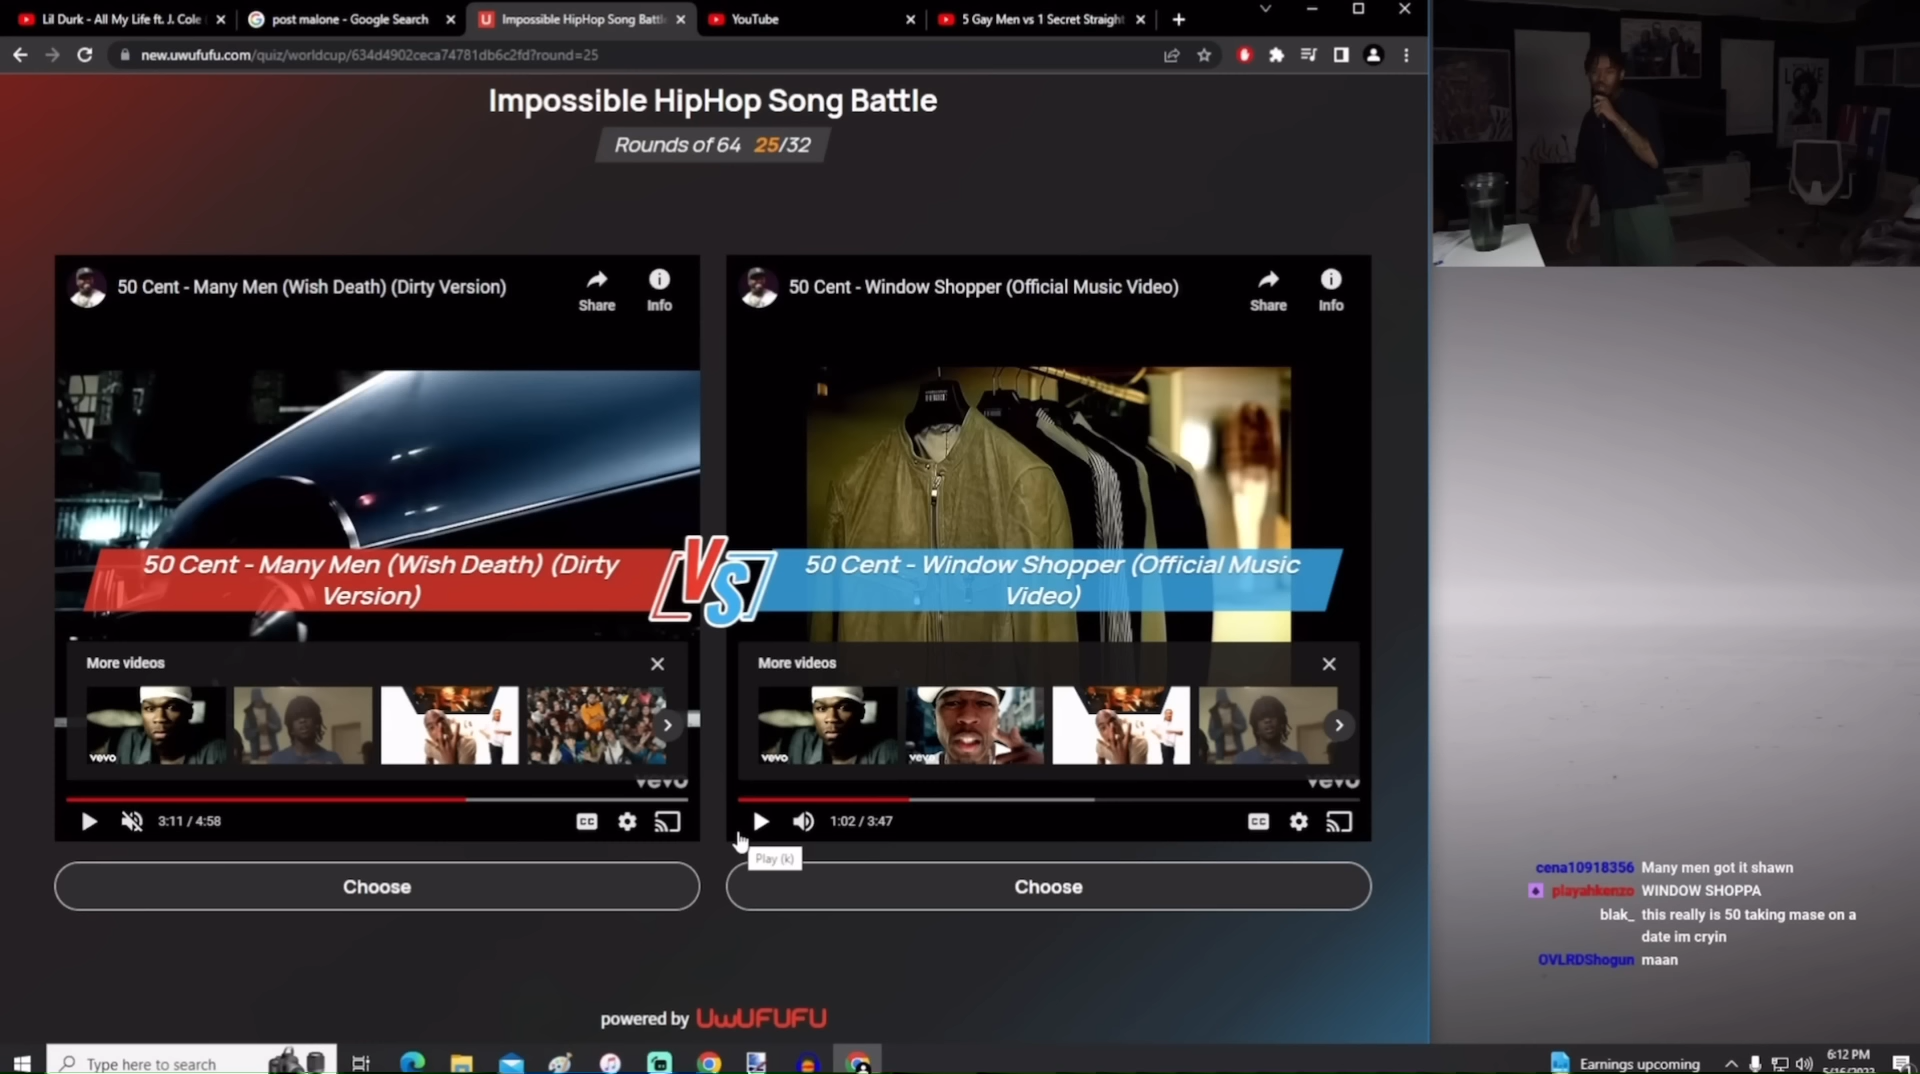 Lil Durk - All My Life ft. J. Cole
post malone - Google Search
Impossible HipHop Song Battl
YouTube
5 Gay Men vs 1 Secret Straight
new.uwufufu.com/quiz/worldcup/634d4902ceca74781db6c2fd?round=25
Impossible HipHop Song Battle
Rounds of 64 25/32
50 Cent - Many Men (Wish Death) (Dirty Version)
Share
Info
50 Cent - Window Shopper (Official Music Video)
Share
Info
50 Cent - Many Men (Wish Death) (Dirty
Version)
VS
50 Cent - Window Shopper (Official Music
Video)
More videos
vevo
vevo
3:11 / 4:58
CC
More videos
vevo
vevo
vevo
1:02 / 3:47
CC
Play (k)
Choose
Choose
powered by UwUFUFU
cena10918356 Many men got it shawn
playahkenzo WINDOW SHOPPA
blak_ this really is 50 taking mase on a
date im cryin
OVLRDShogun maan
Type here to search
Earnings upcoming
6:12 PM